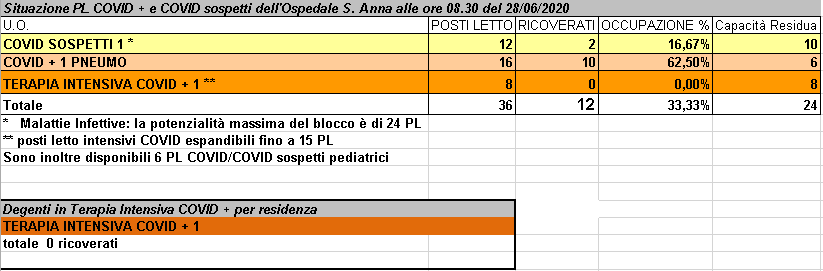 Situazione PL COVID + e COVID sospetti dell'Ospedale S. Anna alle ore 08.30 del 28/06/2020
U.O. POSTI LETTO RICOVERATI OCCUPAZIONE % Capacità Residua
COVID SOSPETTI 1 * 12 2 16,67% 10
COVID + 1 PNEUMO 16 10 62,50% 6
TERAPIA INTENSIVA COVID + 1 ** 8 0 0,00% 8
Totale 36 12 33,33% 24
* Malattie Infettive: la potenzialità massima del blocco è di 24 PL
** posti letto intensivi COVID espandibili fino a 15 PL
Sono inoltre disponibili 6 PL COVID/COVID sospetti pediatrici
Degenti in Terapia Intensiva COVID + per residenza
TERAPIA INTENSIVA COVID + 1
totale 0 ricoverati